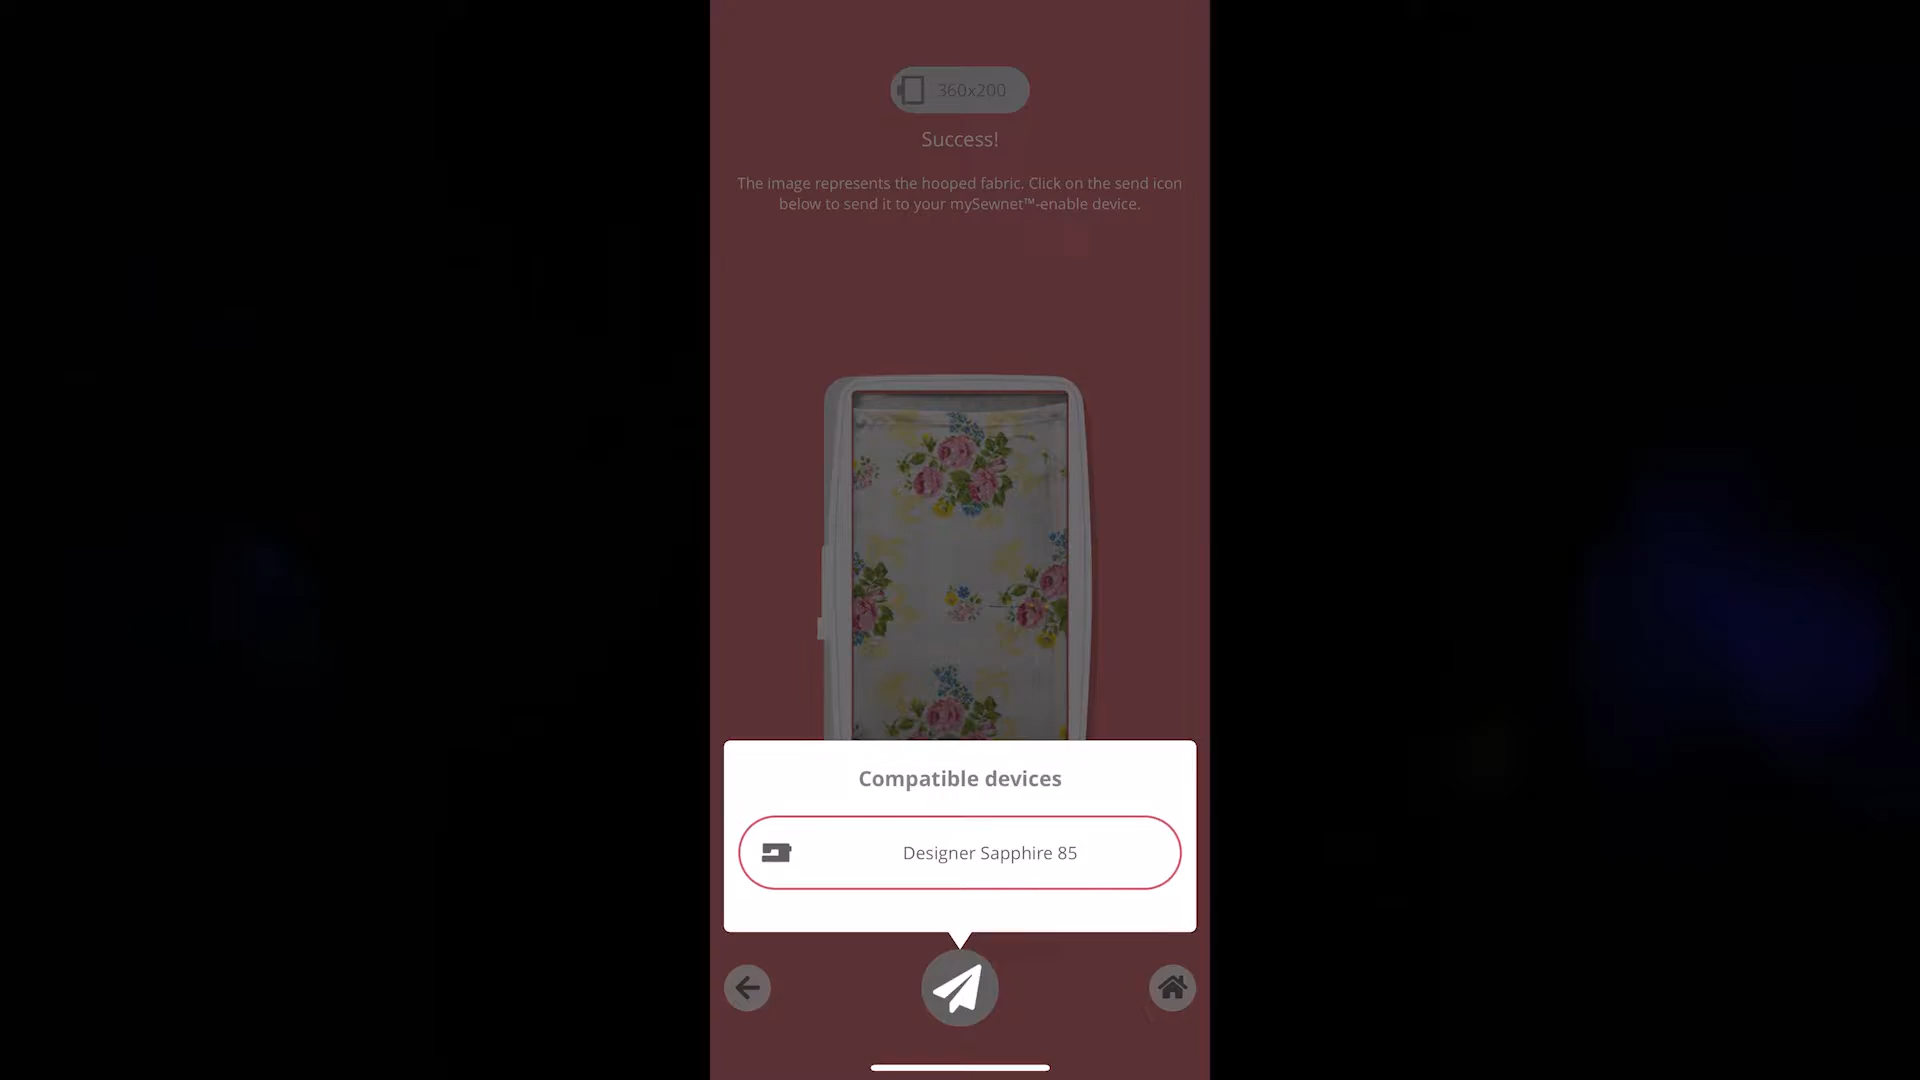 360x200
Success!
The image represents the hooped fabric. Click on the send icon
below to send it to your mySewnet™-enable device.
Compatible devices
Designer Sapphire 85